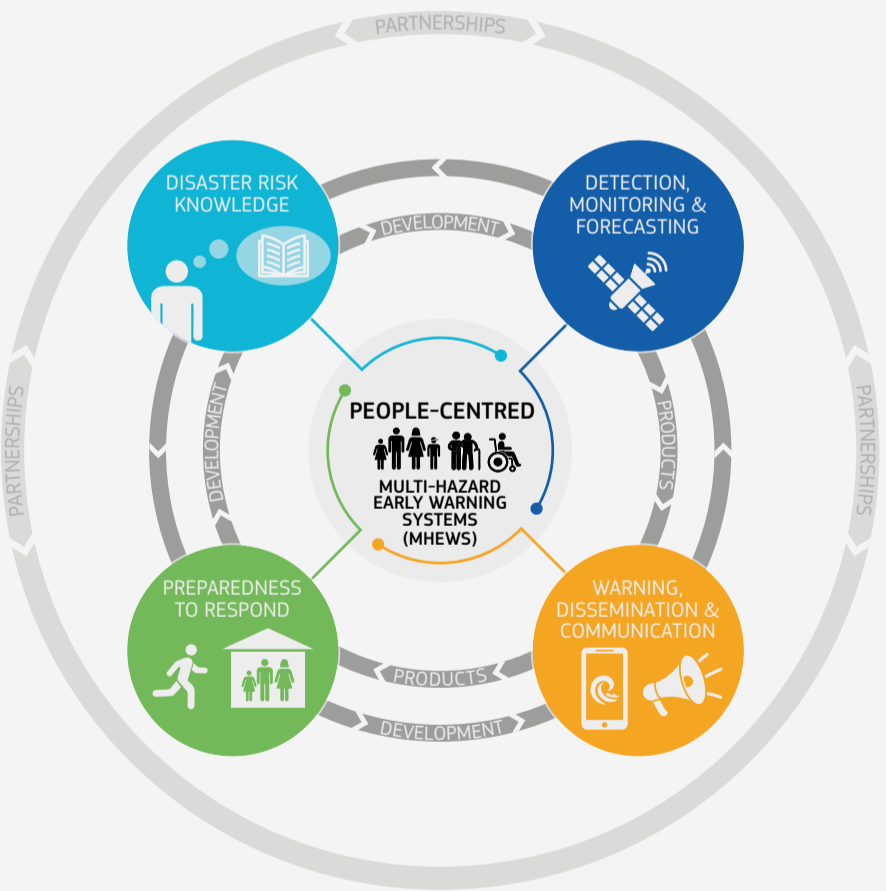 PARTNERSHIPS
DISASTER RISK
KNOWLEDGE
DETECTION,
MONITORING &
FORECASTING
DEVELOPMENT
PARTNERSHIPS
DEVELOPMENT
PEOPLE-CENTRED
MULTI-HAZARD
EARLY WARNING
SYSTEMS
(MHEWS)
PRODUCTS
PARTNERSHIPS
PREPAREDNESS
TO RESPOND
WARNING,
DISSEMINATION &
COMMUNICATION
PRODUCTS
DEVELOPMENT